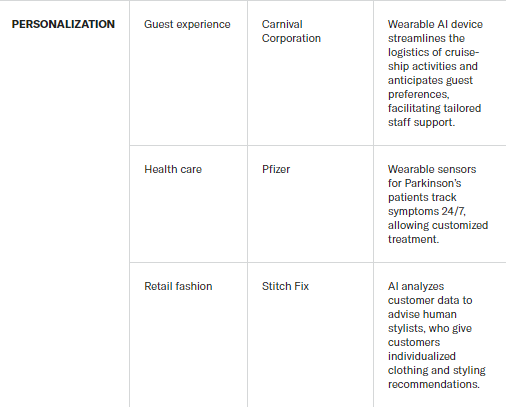 PERSONALIZATION
Guest experience
Carnival
Corporation
Wearable AI device
streamlines the
logistics of cruise-
ship activities and
anticipates guest
preferences,
facilitating tailored
staff support.
Health care
Pfizer
Wearable sensors
for Parkinson’s
patients track
symptoms 24/7,
allowing customized
treatment.
Retail fashion
Stitch Fix
AI analyzes
customer data to
advise human
stylists, who give
customers
individualized
clothing and styling
recommendations.